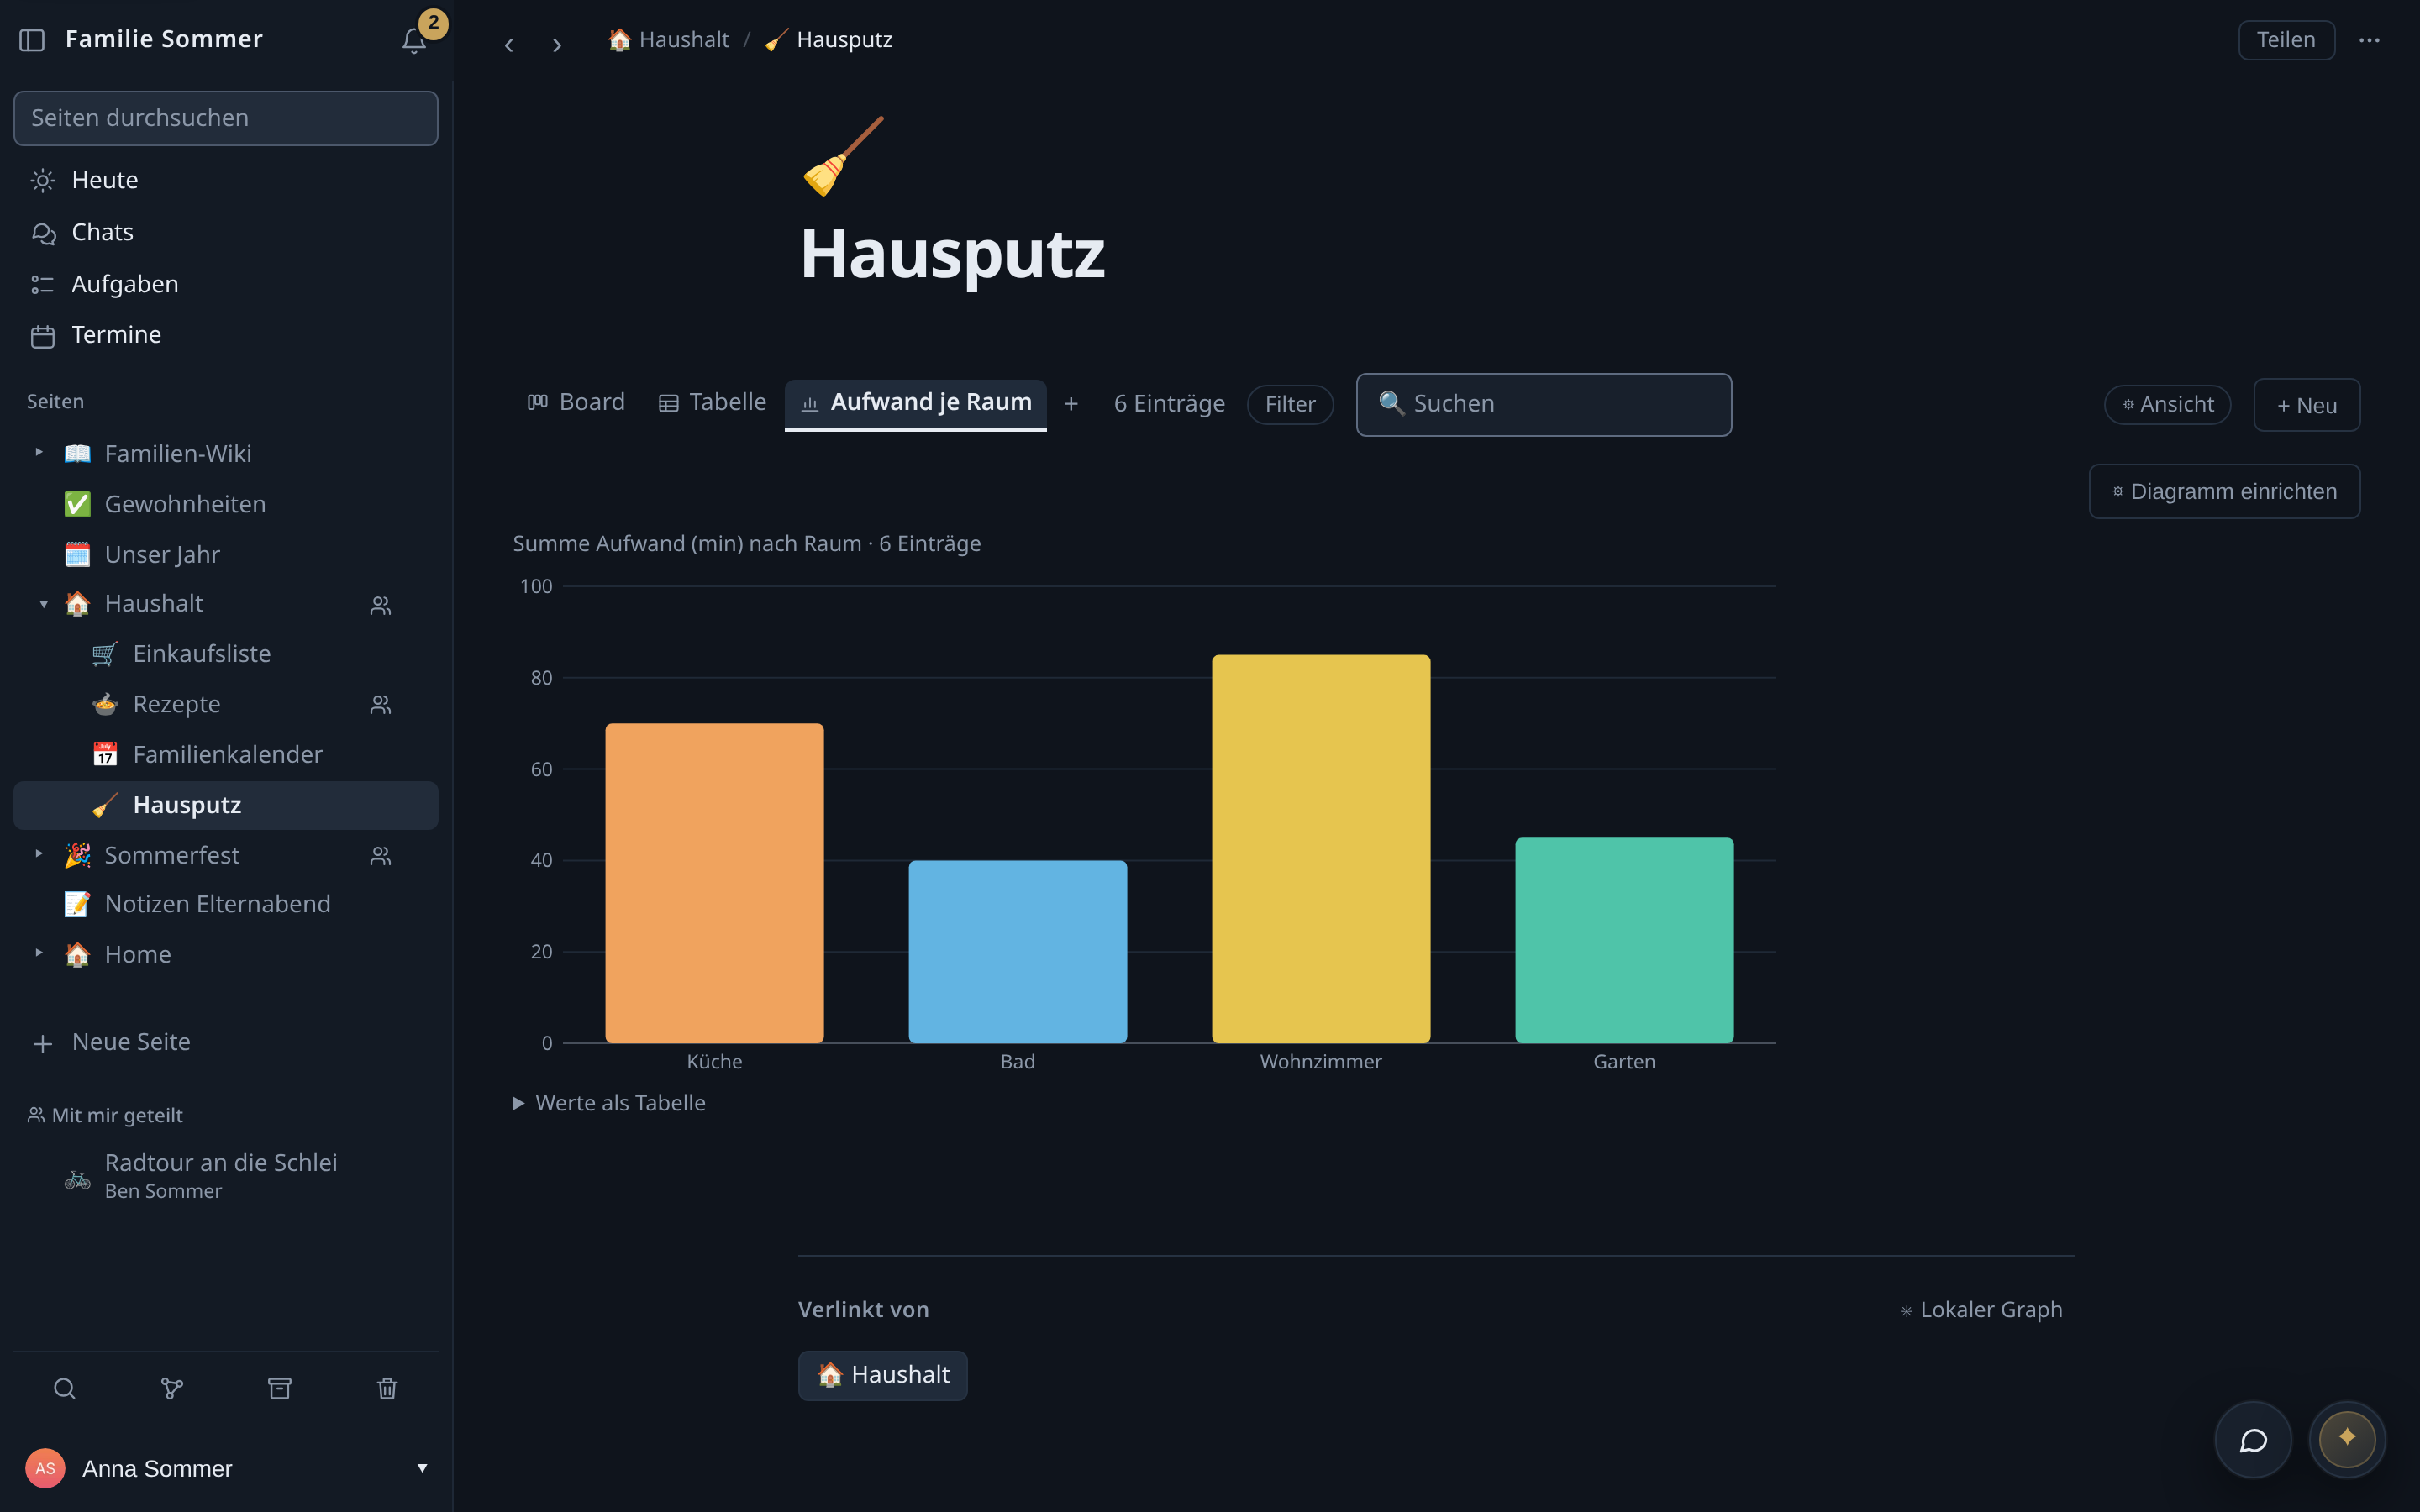 Familie Sommer
2
Seiten durchsuchen
Heute
Chats
Aufgaben
Termine
Seiten
Familien-Wiki
Gewohnheiten
Unser Jahr
Haushalt
Einkaufsliste
Rezepte
Familienkalender
Hausputz
Sommerfest
Notizen Elternabend
Home
Neue Seite
Mit mir geteilt
Radtour an die Schlei
Ben Sommer
AS Anna Sommer
Haushalt / Hausputz
Teilen
Hausputz
Board Tabelle Aufwand je Raum + 6 Einträge Filter Suchen Ansicht + Neu
Diagramm einrichten
Summe Aufwand (min) nach Raum · 6 Einträge
100
80
60
40
20
0
Küche Bad Wohnzimmer Garten
Werte als Tabelle
Verlinkt von
Lokaler Graph
Haushalt